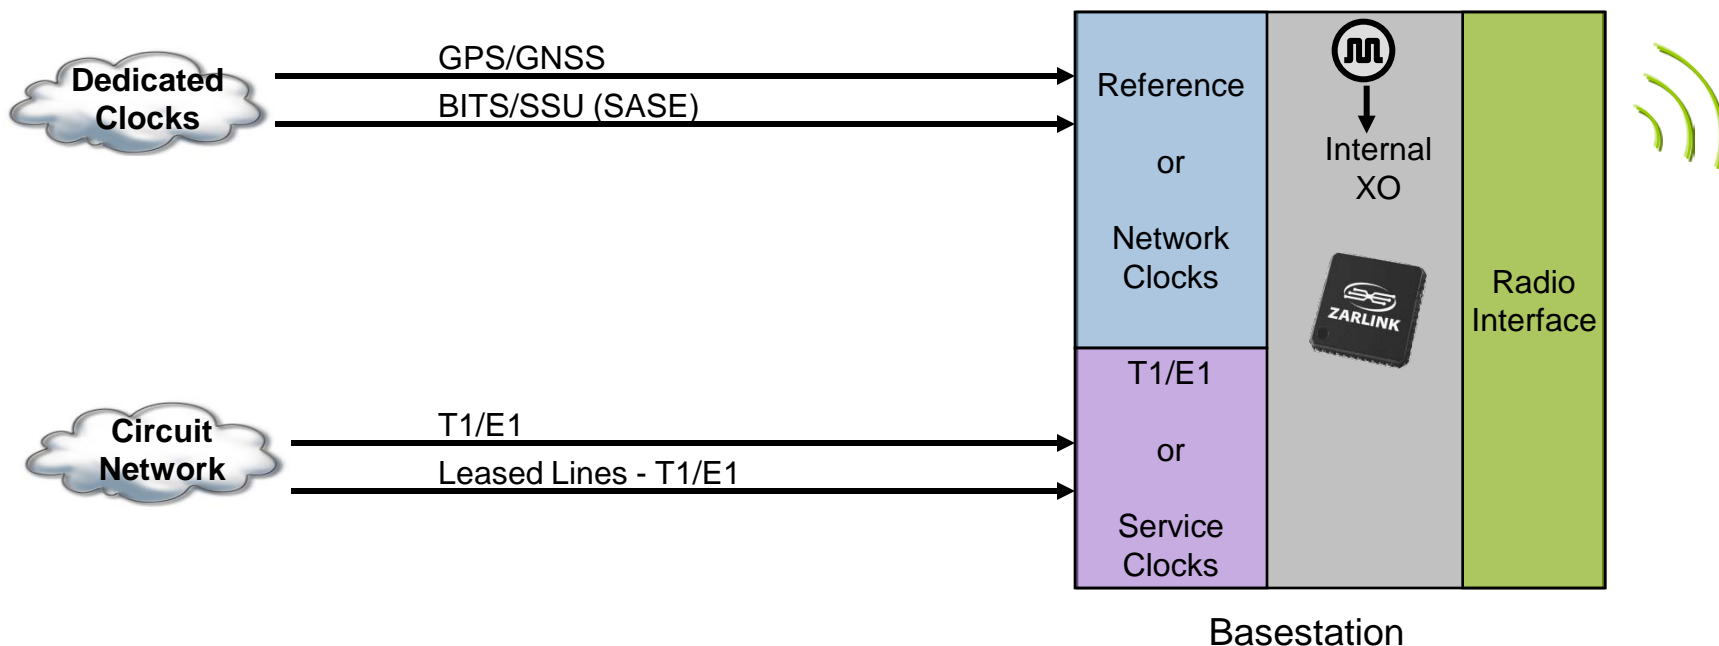 Dedicated
Clocks
GPS/GNSS
BITS/SSU (SASE)
Circuit
Network
T1/E1
Leased Lines - T1/E1
Reference
or
Network
Clocks
T1/E1
or
Service
Clocks
Internal
XO
ZARLINK
Radio
Interface
Basestation